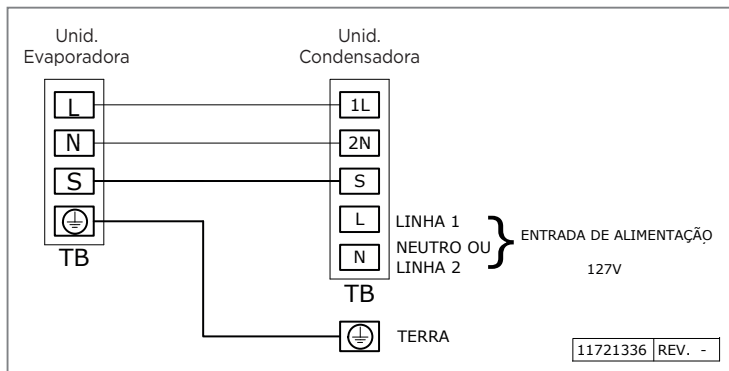 Unid.
Evaporadora
Unid.
Condensadora
L
1L
N
2N
S
S
L
LINHA 1
N
NEUTRO OU
LINHA 2
ENTRADA DE ALIMENTAÇÃO
127V
TB
TB
TERRA
11721336 REV. -